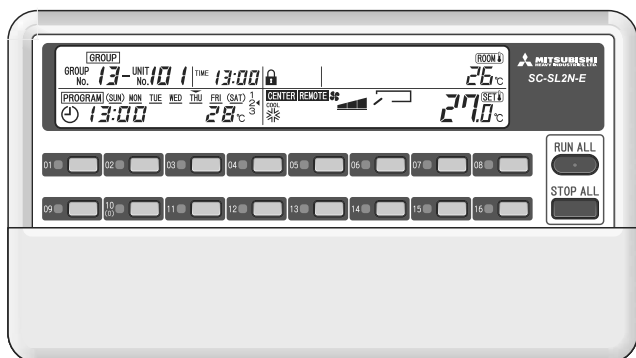 GROUP
GROUP No. 13- UNIT No. 101 TIME 13:00
ROOM
26℃
PROGRAM (SUN) MON TUE WED THU FRI (SAT)
13:00 28℃
1
2
3
CENTER REMOTE
COOL
SET
27.0℃
MITSUBISHI
HEAVY INDUSTRIES, LTD.
SC-SL2N-E
RUN ALL
01 02 03 04 05 06 07 08
STOP ALL
09 10 (0) 11 12 13 14 15 16